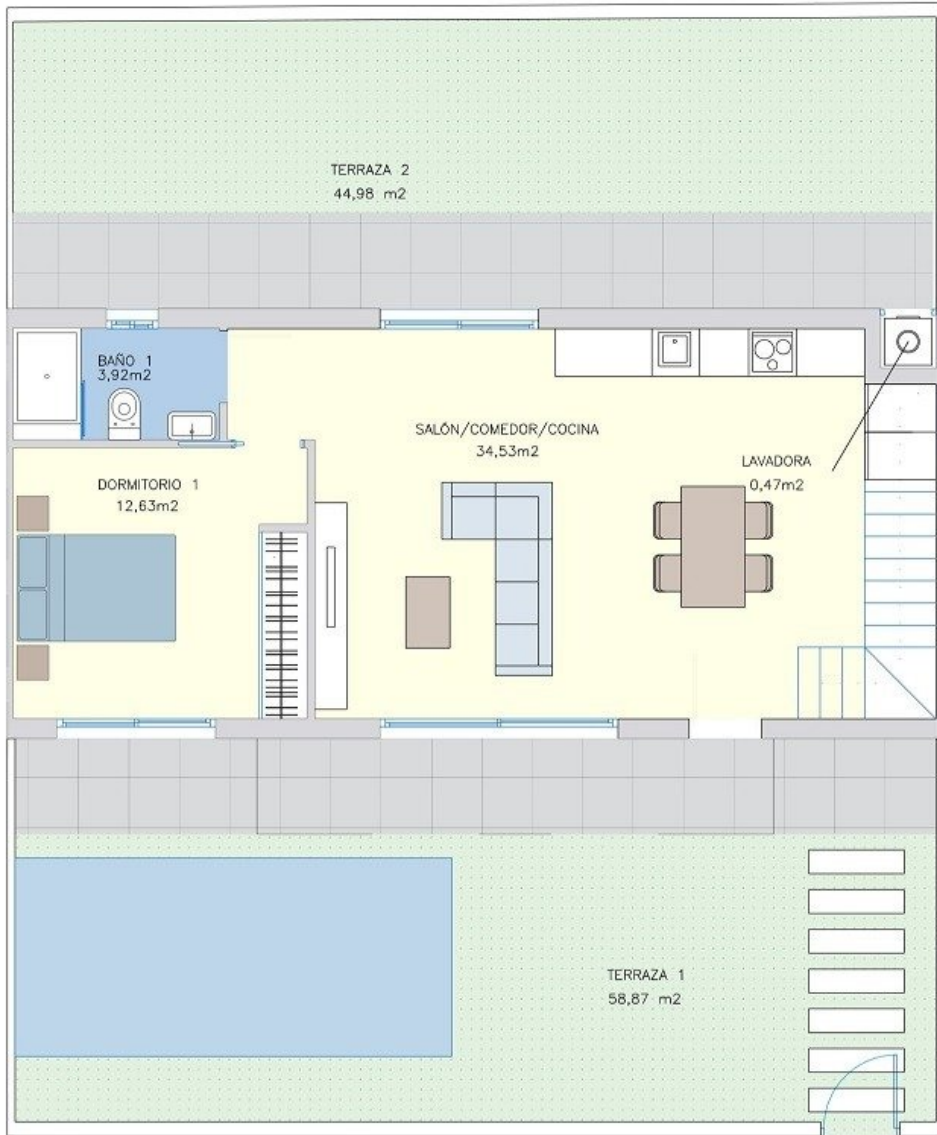 TERRAZA 2
44,98 m2
BAÑO 1
3,92m2
SALÓN/COMEDOR/COCINA
34,53m2
LAVADORA
0,47m2
DORMITORIO 1
12,63m2
TERRAZA 1
58,87 m2